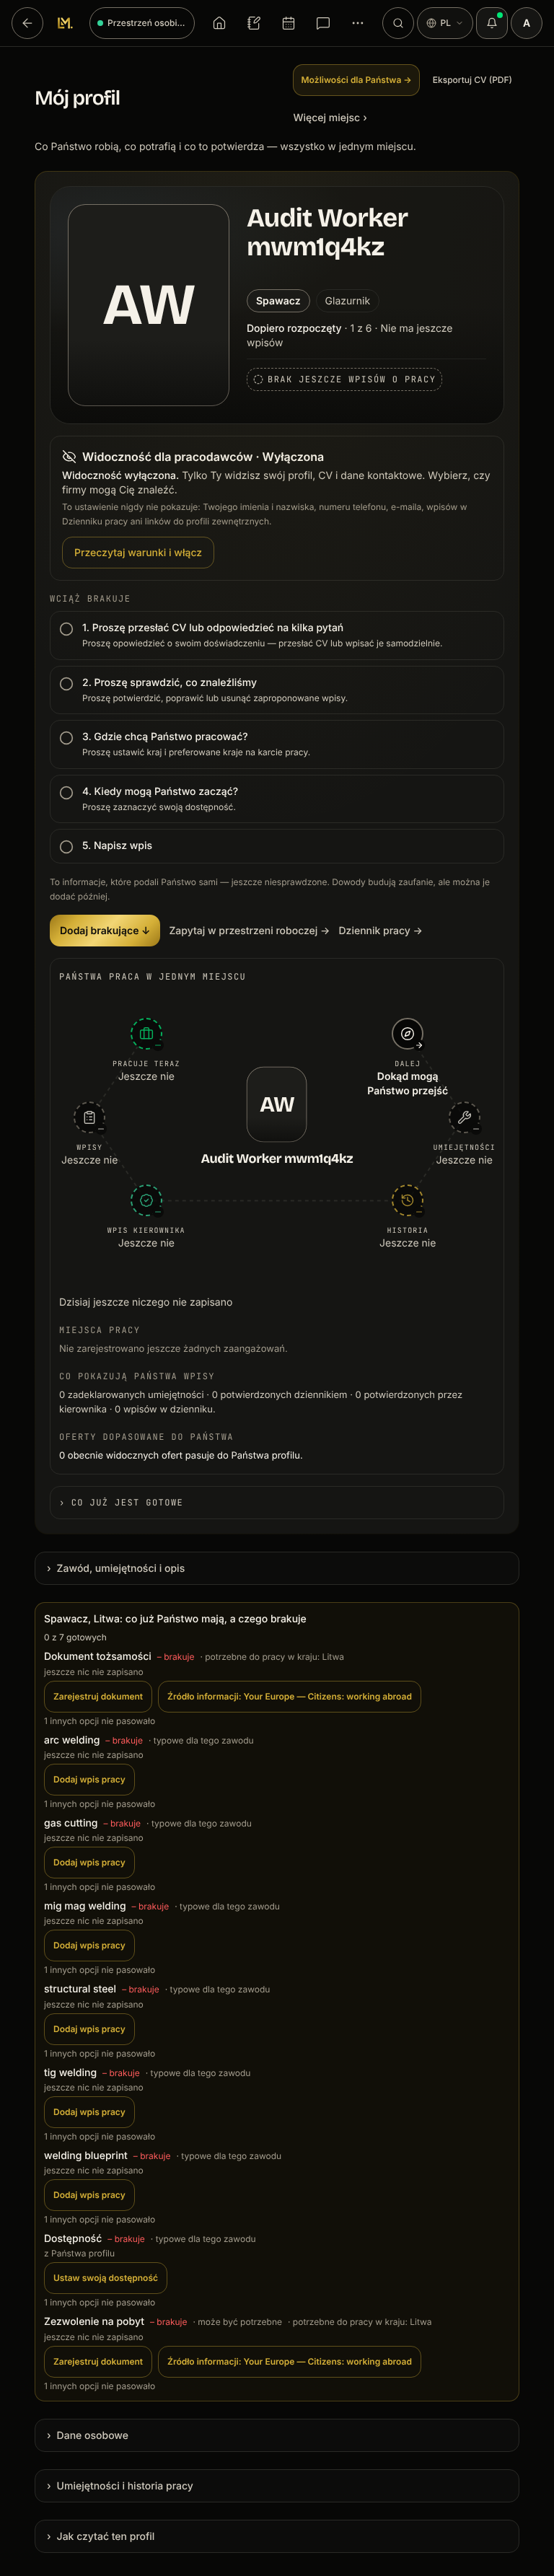 LM.
Przestrzeń osobi...
PL
A
Mój profil
Możliwości dla Państwa →
Eksportuj CV (PDF)
Więcej miejsc ›
Co Państwo robią, co potrafią i co to potwierdza — wszystko w jednym miejscu.
AW
Audit Worker
mwm1q4kz
Spawacz
Glazurnik
Dopiero rozpoczęty · 1 z 6 · Nie ma jeszcze
wpisów
BRAK JESZCZE WPISÓW O PRACY
Widoczność dla pracodawców · Wyłączona
Widoczność wyłączona. Tylko Ty widzisz swój profil, CV i dane kontaktowe. Wybierz, czy
firmy mogą Cię znaleźć.
To ustawienie nigdy nie pokazuje: Twojego imienia i nazwiska, numeru telefonu, e-maila, wpisów w
Dzienniku pracy ani linków do profili zewnętrznych.
Przeczytaj warunki i włącz
WCIĄŻ BRAKUJE
1. Proszę przesłać CV lub odpowiedzieć na kilka pytań
Proszę opowiedzieć o swoim doświadczeniu — przesłać CV lub wpisać je samodzielnie.
2. Proszę sprawdzić, co znaleźliśmy
Proszę potwierdzić, poprawić lub usunąć zaproponowane wpisy.
3. Gdzie chcą Państwo pracować?
Proszę ustawić kraj i preferowane kraje na karcie pracy.
4. Kiedy mogą Państwo zacząć?
Proszę zaznaczyć swoją dostępność.
5. Napisz wpis
To informacje, które podali Państwo sami — jeszcze niesprawdzone. Dowody budują zaufanie, ale można je
dodać później.
Dodaj brakujące ↓
Zapytaj w przestrzeni roboczej →
Dziennik pracy →
PAŃSTWA PRACA W JEDNYM MIEJSCU
PRACUJE TERAZ
Jeszcze nie
DALEJ
Dokąd mogą
Państwo przejść
AW
Audit Worker mwm1q4kz
WPISY
Jeszcze nie
UMIEJĘTNOŚCI
Jeszcze nie
WPIS KIEROWNIKA
Jeszcze nie
HISTORIA
Jeszcze nie
Dzisiaj jeszcze niczego nie zapisano
MIEJSCA PRACY
Nie zarejestrowano jeszcze żadnych zaangażowań.
CO POKAZUJĄ PAŃSTWA WPISY
0 zadeklarowanych umiejętności · 0 potwierdzonych dziennikiem · 0 potwierdzonych przez
kierownika · 0 wpisów w dzienniku.
OFERTY DOPASOWANE DO PAŃSTWA
0 obecnie widocznych ofert pasuje do Państwa profilu.
› CO JUŻ JEST GOTOWE
› Zawód, umiejętności i opis
Spawacz, Litwa: co już Państwo mają, a czego brakuje
0 z 7 gotowych
Dokument tożsamości – brakuje · potrzebne do pracy w kraju: Litwa
jeszcze nic nie zapisano
Zarejestruj dokument
Źródło informacji: Your Europe — Citizens: working abroad
1 innych opcji nie pasowało
arc welding – brakuje · typowe dla tego zawodu
jeszcze nic nie zapisano
Dodaj wpis pracy
1 innych opcji nie pasowało
gas cutting – brakuje · typowe dla tego zawodu
jeszcze nic nie zapisano
Dodaj wpis pracy
1 innych opcji nie pasowało
mig mag welding – brakuje · typowe dla tego zawodu
jeszcze nic nie zapisano
Dodaj wpis pracy
1 innych opcji nie pasowało
structural steel – brakuje · typowe dla tego zawodu
jeszcze nic nie zapisano
Dodaj wpis pracy
1 innych opcji nie pasowało
tig welding – brakuje · typowe dla tego zawodu
jeszcze nic nie zapisano
Dodaj wpis pracy
1 innych opcji nie pasowało
welding blueprint – brakuje · typowe dla tego zawodu
jeszcze nic nie zapisano
Dodaj wpis pracy
1 innych opcji nie pasowało
Dostępność – brakuje · typowe dla tego zawodu
z Państwa profilu
Ustaw swoją dostępność
1 innych opcji nie pasowało
Zezwolenie na pobyt – brakuje · może być potrzebne · potrzebne do pracy w kraju: Litwa
jeszcze nic nie zapisano
Zarejestruj dokument
Źródło informacji: Your Europe — Citizens: working abroad
1 innych opcji nie pasowało
› Dane osobowe
› Umiejętności i historia pracy
› Jak czytać ten profil